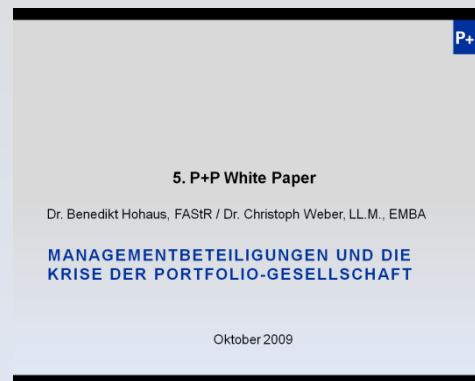 P+
5. P+P White Paper
Dr. Benedikt Hohaus, FAStR / Dr. Christoph Weber, LL.M., EMBA
MANAGEMENTBETEILIGUNGEN UND DIE
KRISE DER PORTFOLIO-GESELLSCHAFT
Oktober 2009